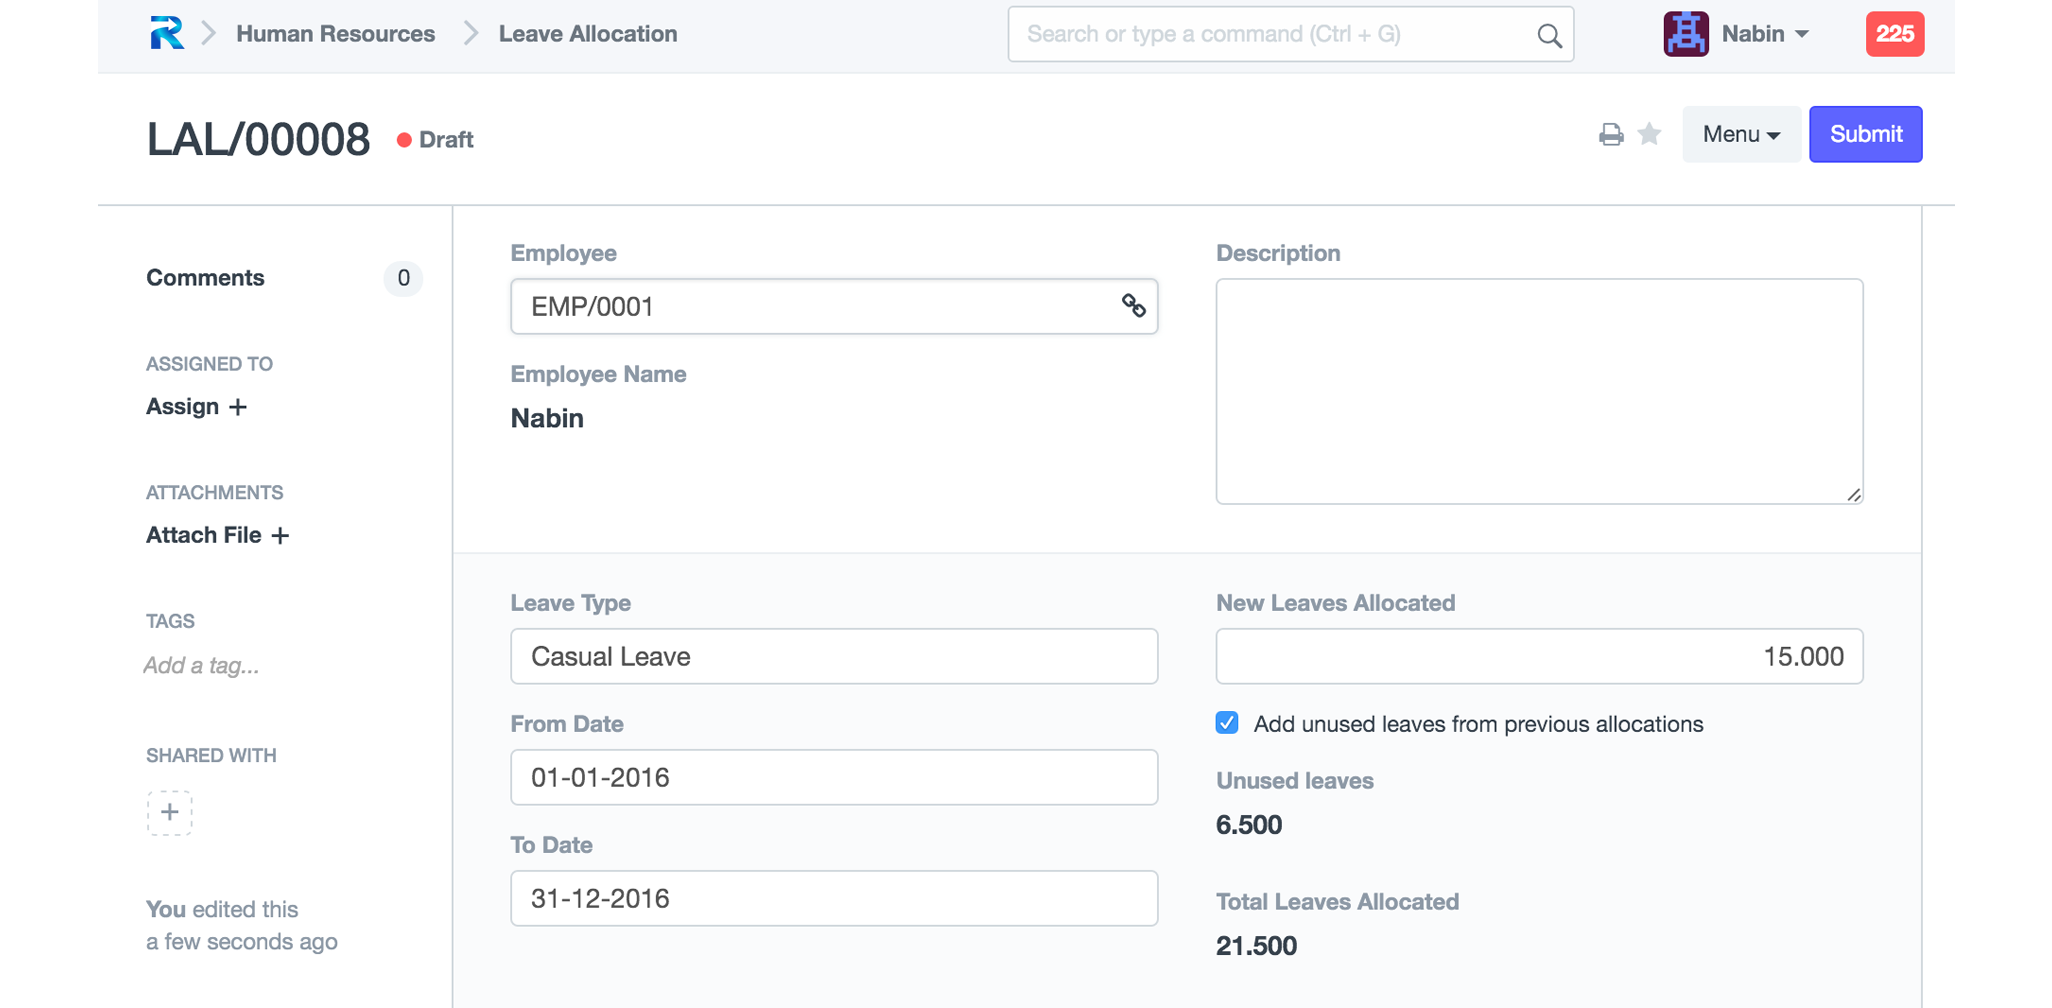 Human Resources
Leave Allocation
Search or type a command (Ctrl + G)
Nabin
225
LAL/00008
Draft
Menu
Submit
Comments
0
ASSIGNED TO
Assign +
ATTACHMENTS
Attach File +
TAGS
Add a tag...
SHARED WITH
+
You edited this
a few seconds ago
Employee
EMP/0001
Employee Name
Nabin
Description
Leave Type
Casual Leave
From Date
01-01-2016
To Date
31-12-2016
New Leaves Allocated
15.000
Add unused leaves from previous allocations
Unused leaves
6.500
Total Leaves Allocated
21.500